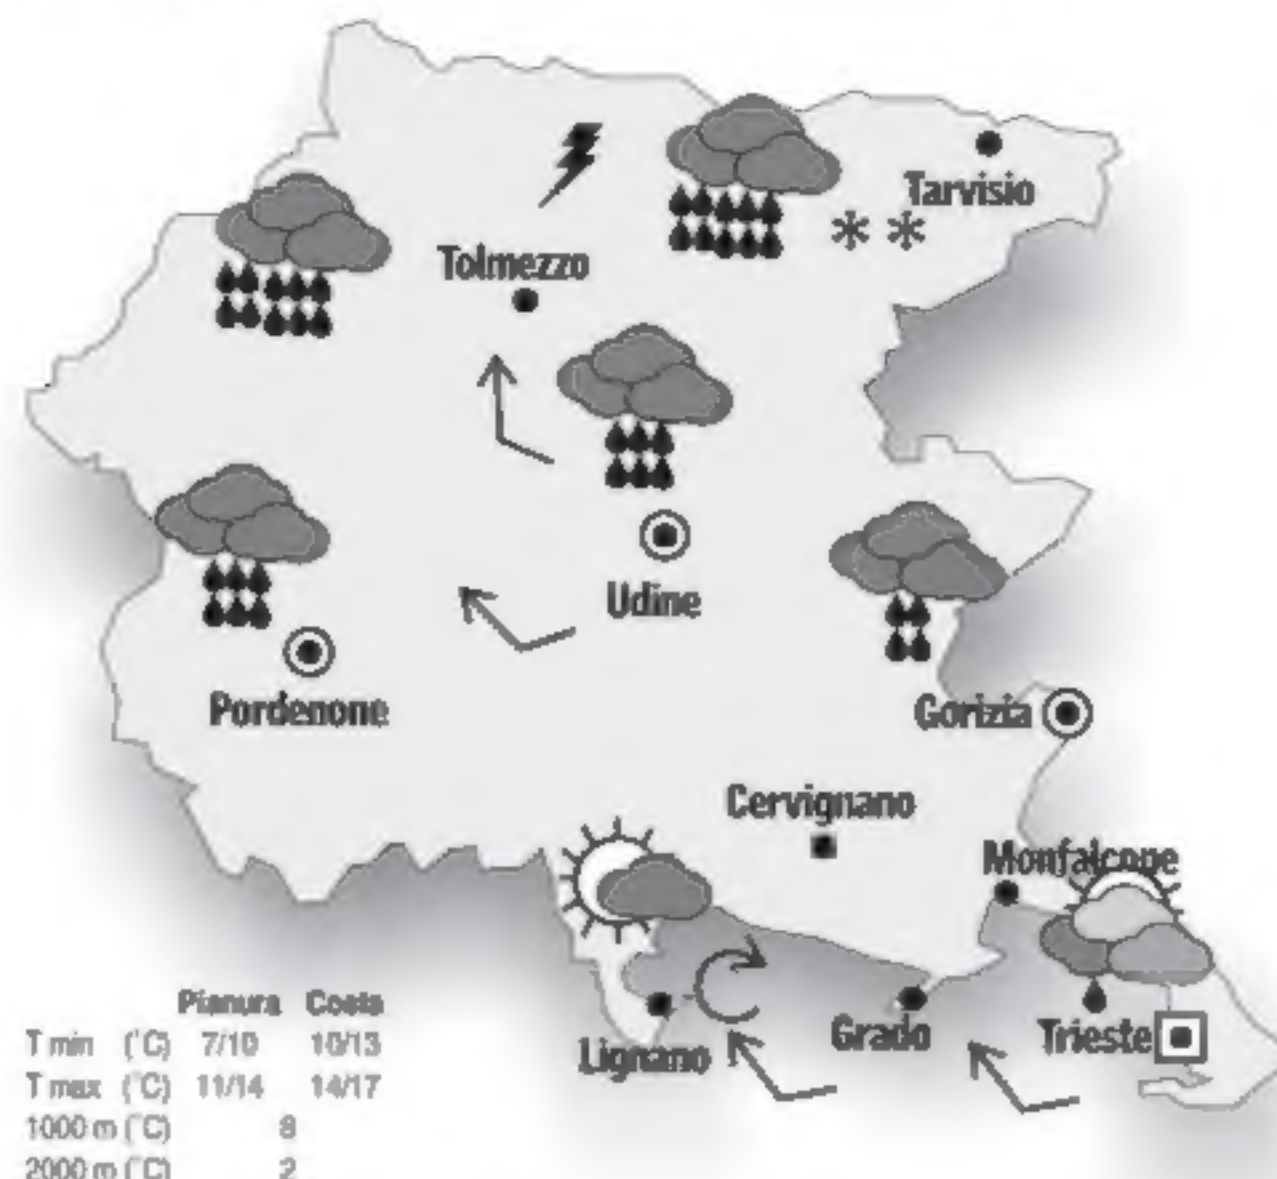 Tarvisio
Tolmezzo
Udine
Pordenone
Gorizia
Cervignano
Monfalcone
Lignano
Grado
Trieste
Pianura Costa
T min (°C) 7/10 10/13
T max (°C) 11/14 14/17
1000 m (°C) 8
2000 m (°C) 2